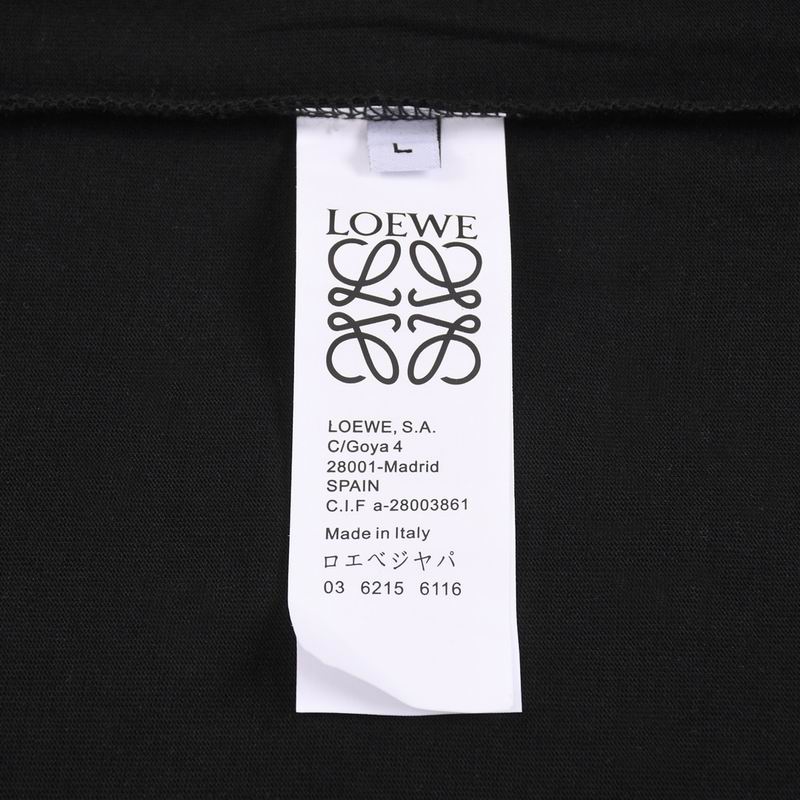 L
LOEWE
LOEWE, S.A.
C/Goya 4
28001-Madrid
SPAIN
C.I.F a-28003861
Made in Italy
ロエベジヤパ
03 6215 6116